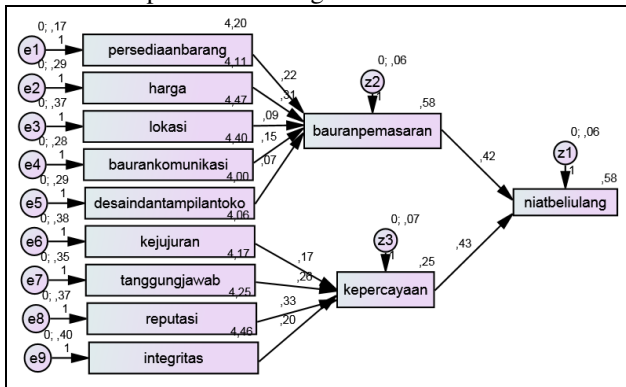 0; ,17
e1
1
persediaanbarang
4,20
0; ,29
e2
1
harga
4,11
0; ,37
e3
1
lokasi
4,47
0; ,28
e4
1
baurankomunikasi
4,40
0; ,29
e5
1
desaindantampilantoko
4,00
0; ,38
e6
1
kejujuran
4,06
0; ,35
e7
1
tanggungjawab
4,17
0; ,37
e8
1
reputasi
4,25
0; ,40
e9
1
integritas
4,46
,22
,31
,09
,15
,07
,17
,33
,20
0; ,06
z2
1
,58
bauranpemasaran
0; ,07
z3
1
,25
kepercayaan
,42
,43
0; ,06
z1
1
,58
niatbeliulang